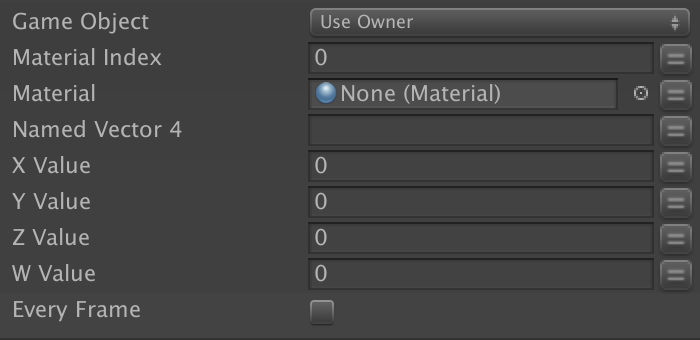 Game Object Use Owner
Material Index 0
Material None (Material)
Named Vector 4
X Value 0
Y Value 0
Z Value 0
W Value 0
Every Frame